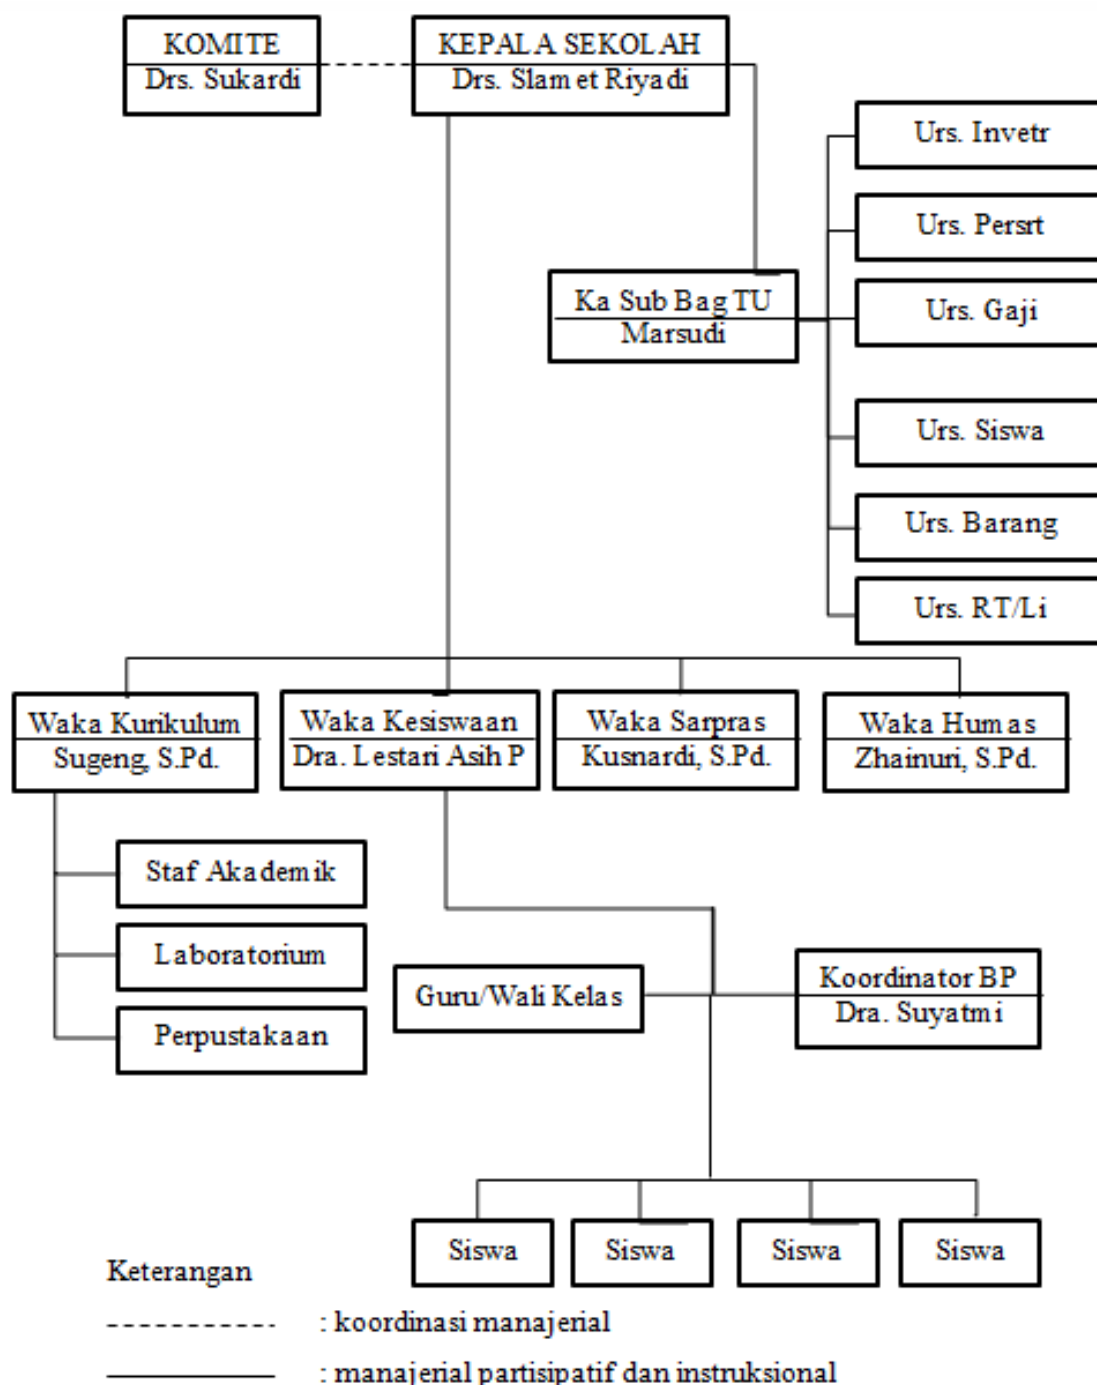 KOMITE
Drs. Sukardi
KEPALA SEKOLAH
Drs. Slamet Riyadi
Urs. Invetr
Urs. Persrt
Ka Sub Bag TU
Marsudi
Urs. Gaji
Urs. Siswa
Urs. Barang
Urs. RT/Li
Waka Kurikulum
Sugeng, S.Pd.
Waka Kesiswaan
Dra. Lestari Asih P
Waka Sarpras
Kusnardi, S.Pd.
Waka Humas
Zhainuri, S.Pd.
Staf Akademik
Laboratorium
Perpustakaan
Guru/Wali Kelas
Koordinator BP
Dra. Suyatmi
Siswa
Siswa
Siswa
Siswa
Keterangan
: koordinasi manajerial
: manajerial partisipatif dan instruksional